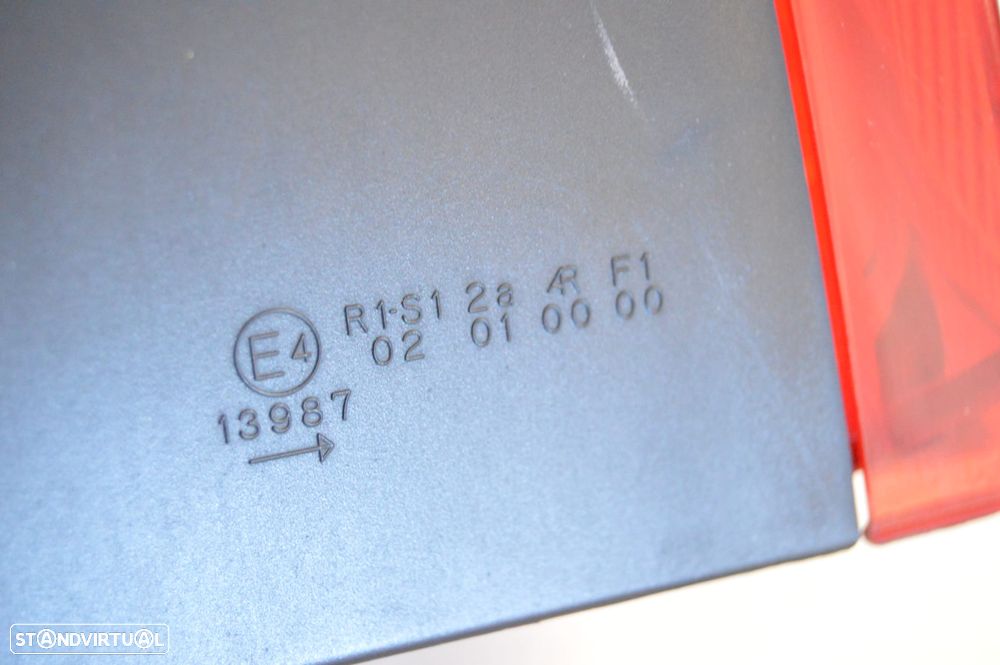 R1-S1 2a AR F1
E4 02 01 00 00
13987
→
STANDVIRTUAL